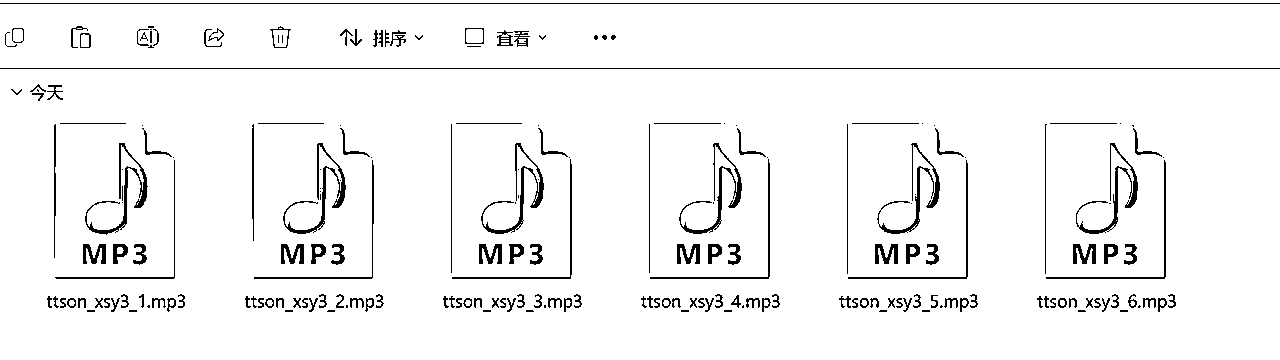 排序 查看
今天
MP3 MP3 MP3 MP3 MP3 MP3
ttson_xsy3_1.mp3 ttson_xsy3_2.mp3 ttson_xsy3_3.mp3 ttson_xsy3_4.mp3 ttson_xsy3_5.mp3 ttson_xsy3_6.mp3